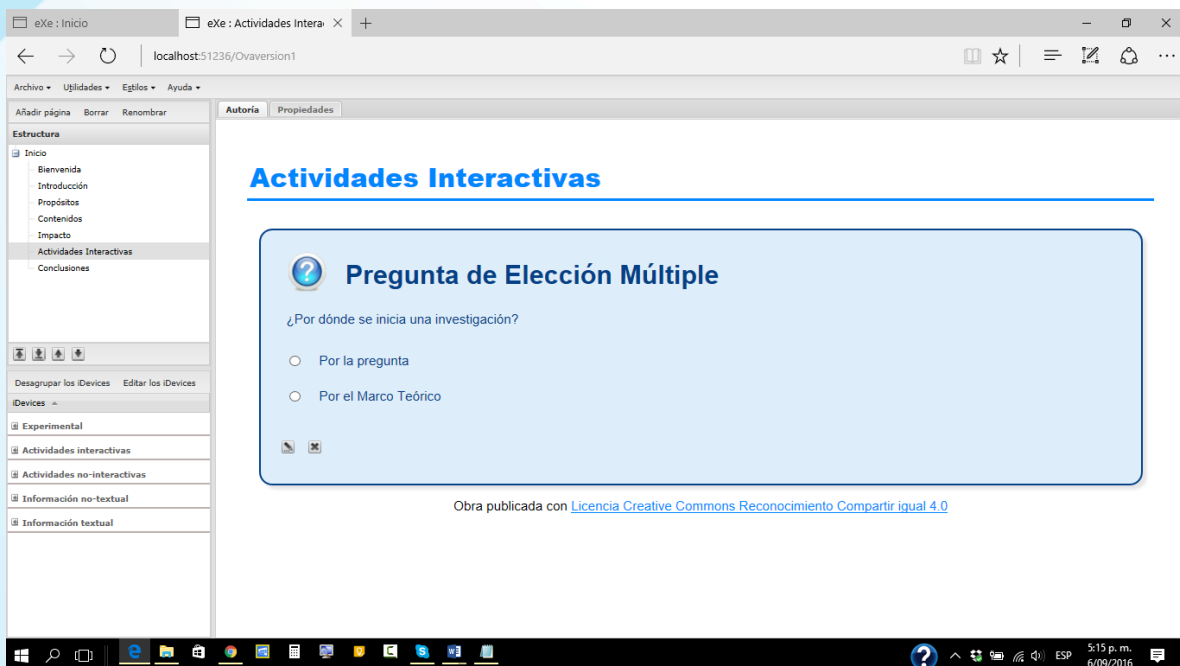 eXe : Inicio
eXe : Actividades Intera
localhost:51236/Ovaversion1
Archivo Utilidades Estilos Ayuda
Añadir página Borrar Renombrar
Autoría Propiedades
Estructura
Inicio
Bienvenida
Introducción
Propósitos
Contenidos
Impacto
Actividades Interactivas
Conclusiones
Desagrupar los iDevices Editar los iDevices
iDevices
Experimental
Actividades interactivas
Actividades no-interactivas
Información no-textual
Información textual
Actividades Interactivas
Pregunta de Elección Múltiple
¿Por dónde se inicia una investigación?
Por la pregunta
Por el Marco Teórico
Obra publicada con Licencia Creative Commons Reconocimiento Compartir igual 4.0
ESP
5:15 p. m.
6/09/2016